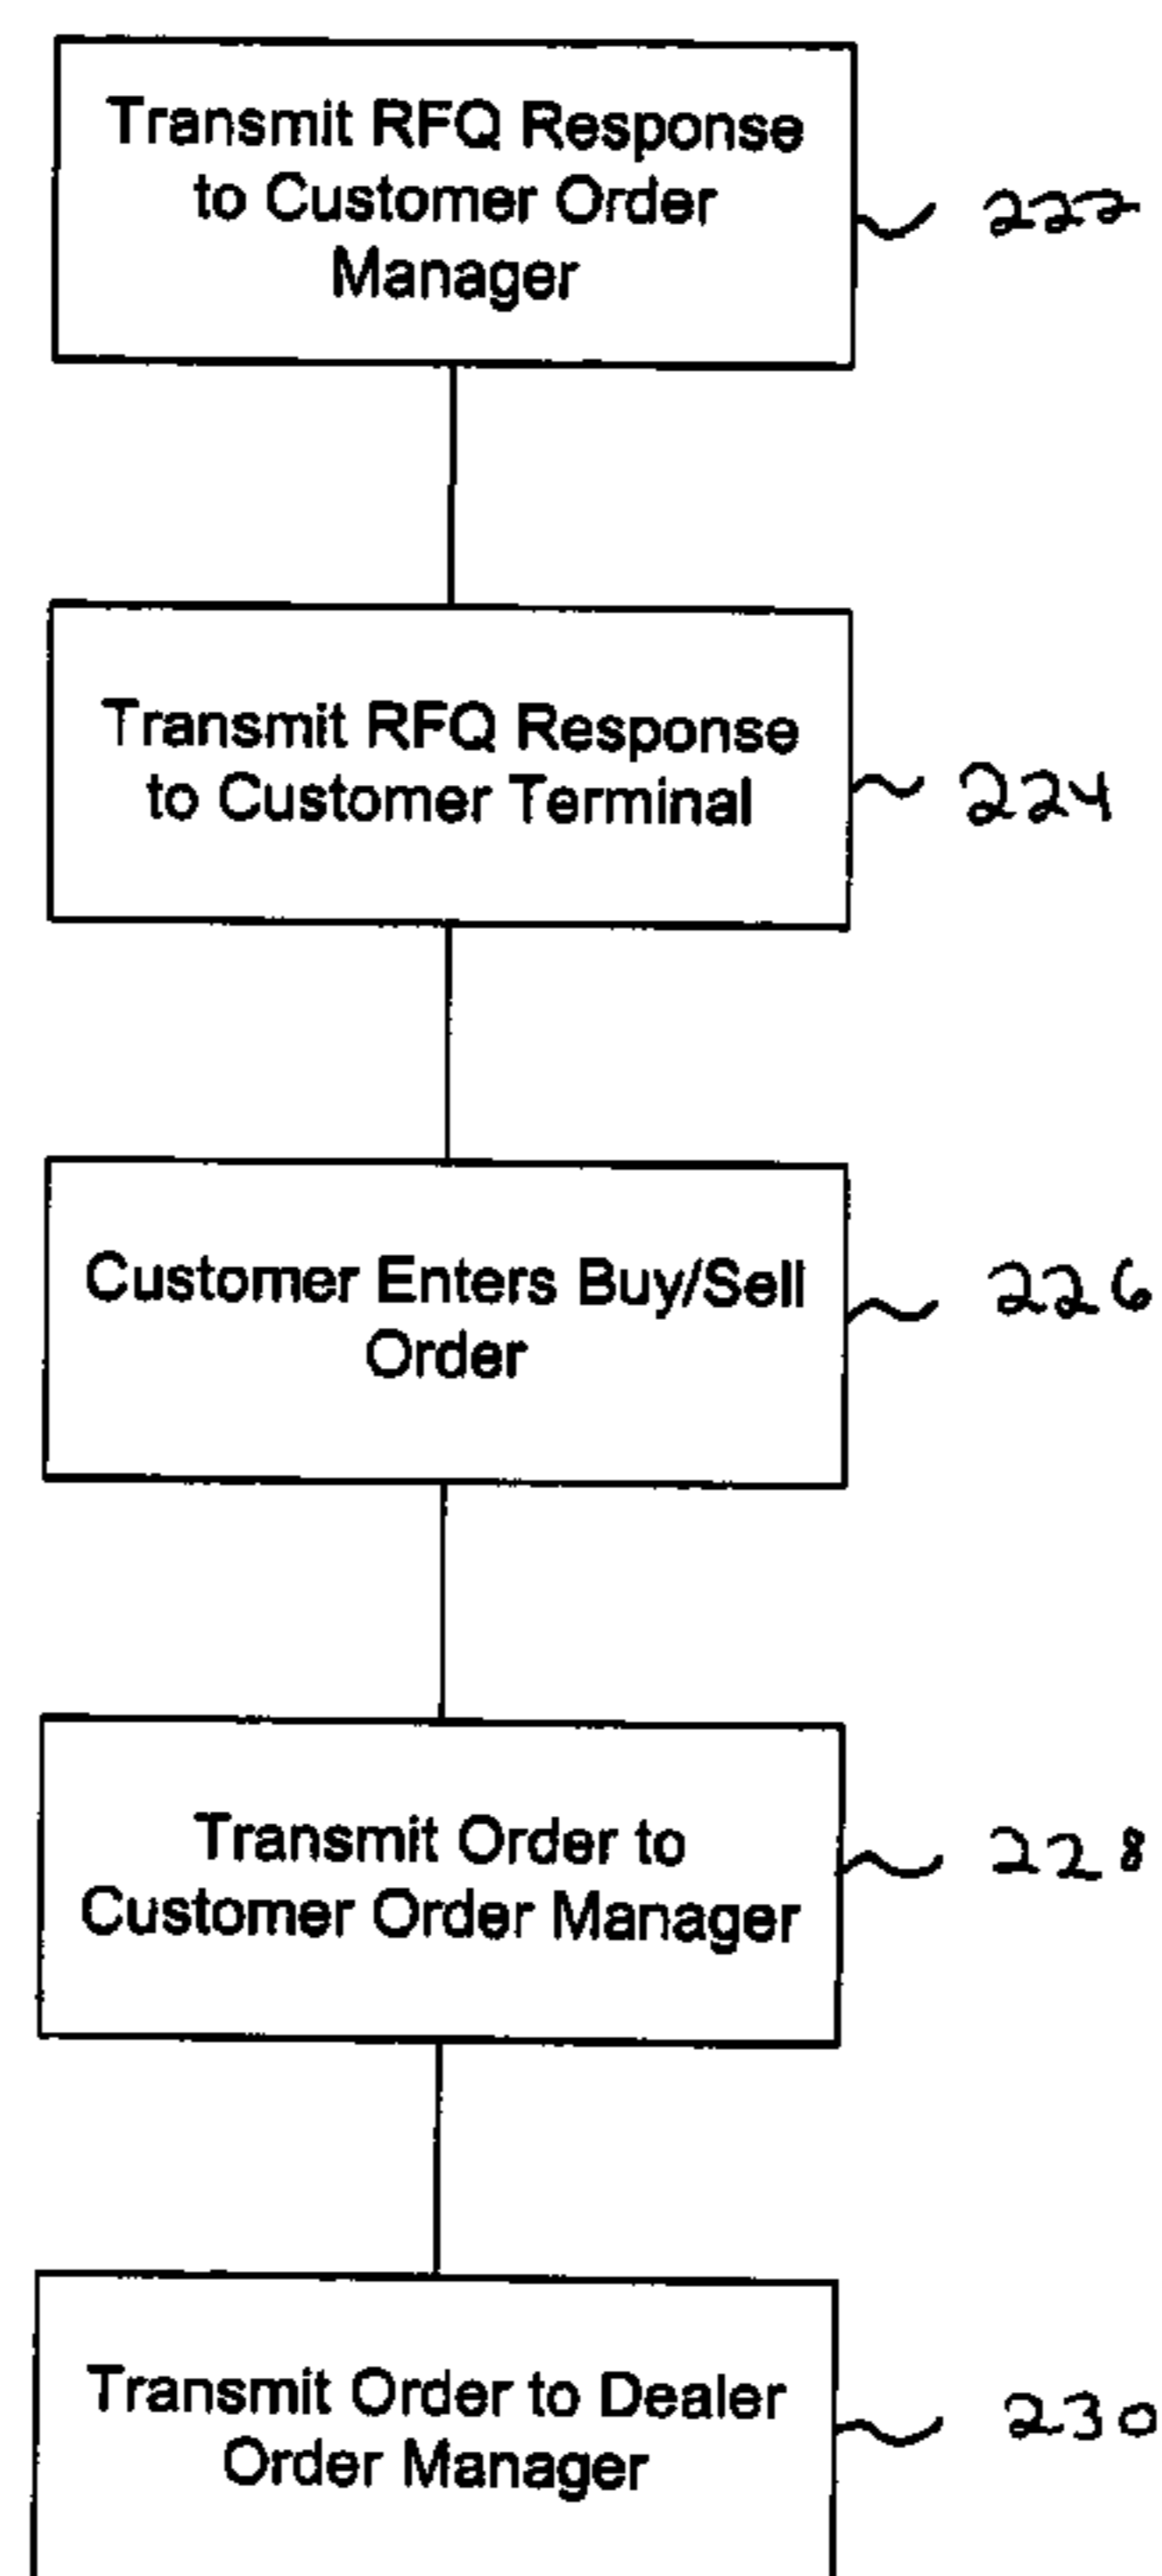 Transmit RFQ Response
to Customer Order
Manager
222
Transmit RFQ Response
to Customer Terminal
224
Customer Enters Buy/Sell
Order
226
Transmit Order to
Customer Order Manager
228
Transmit Order to Dealer
Order Manager
230